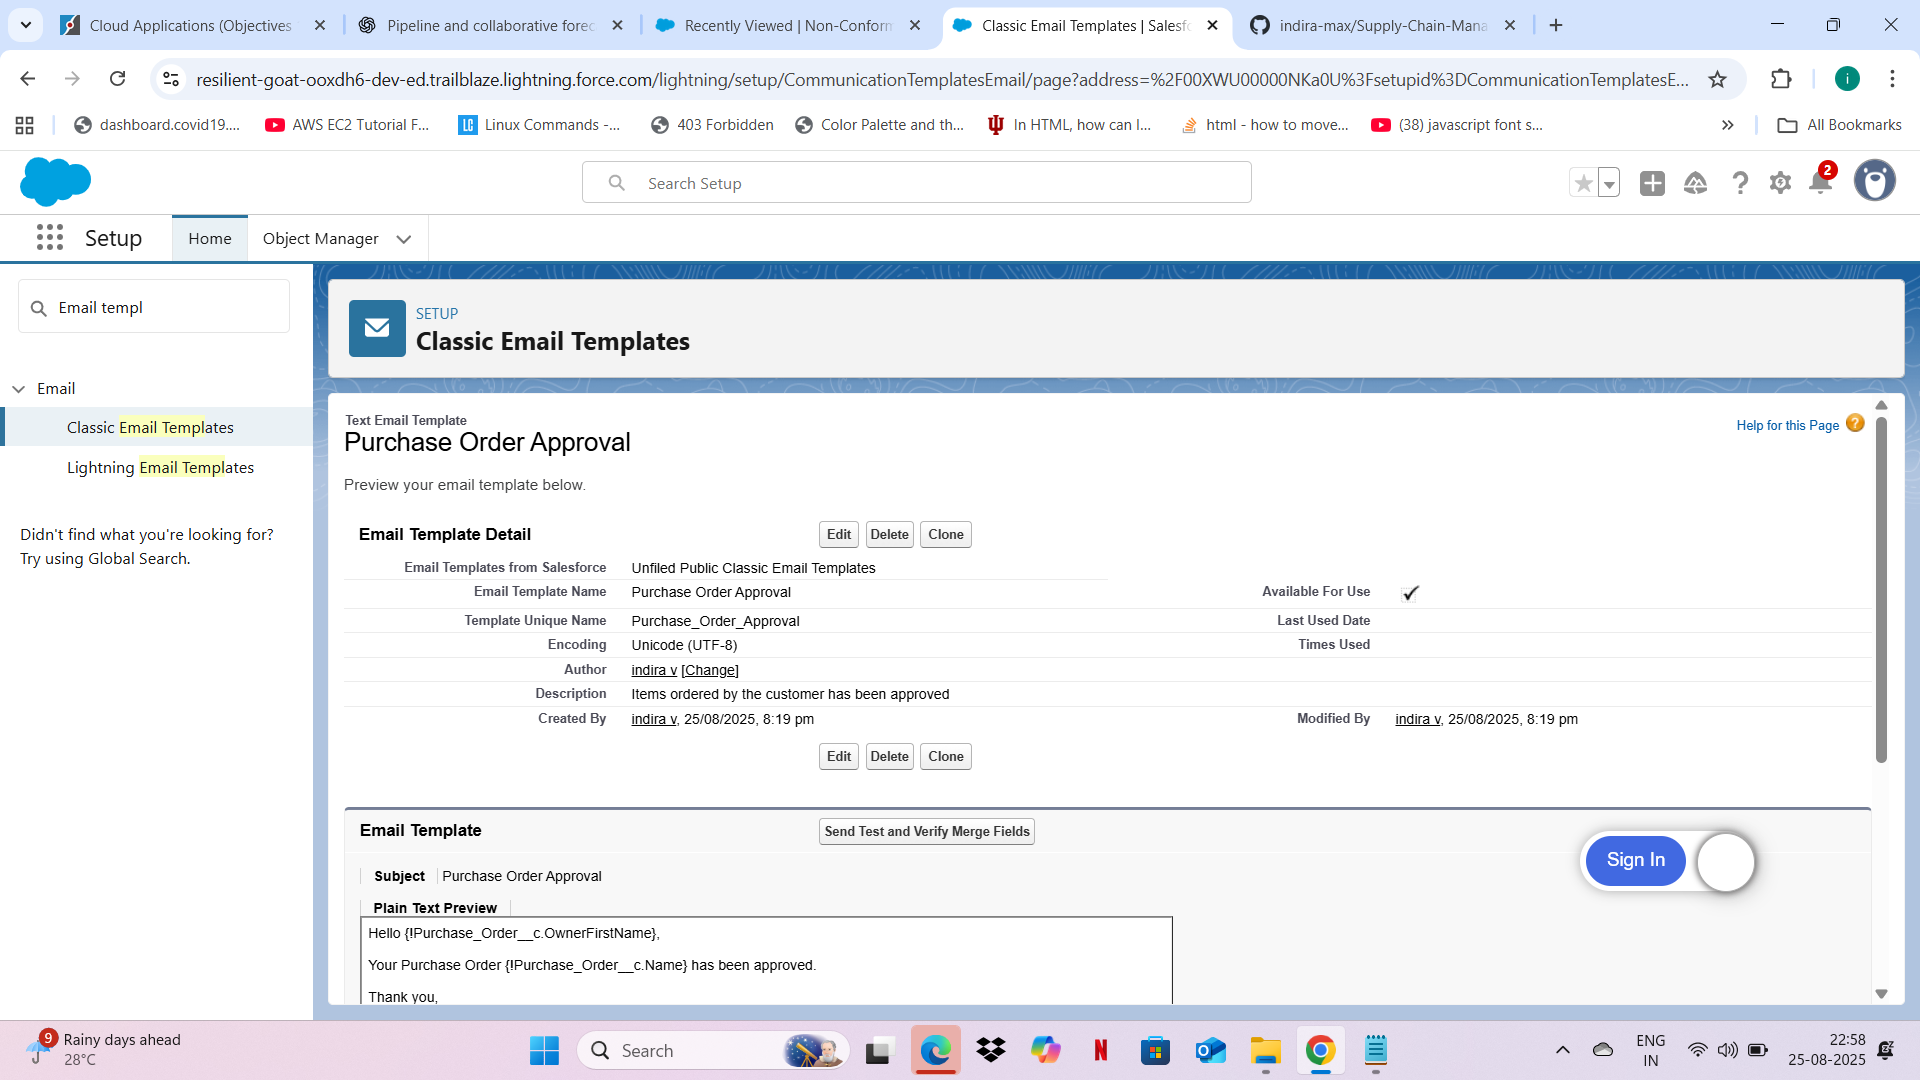 Cloud Applications (Objectives
Pipeline and collaborative forec
Recently Viewed | Non-Conform
Classic Email Templates | Salesfo
indira-max/Supply-Chain-Mana
resilient-goat-ooxdh6-dev-ed.trailblaze.lightning.force.com/lightning/setup/CommunicationTemplatesEmail/page?address=%2F00XWU00000NKa0U%3Fsetupid%3DCommunicationTemplatesE...
i
dashboard.covid19....
AWS EC2 Tutorial F...
LC
Linux Commands -...
403 Forbidden
Color Palette and th...
In HTML, how can I...
html - how to move...
(38) javascript font s...
All Bookmarks
Search Setup
2
Setup
Home
Object Manager
Email templ
Email
Classic Email Templates
Lightning Email Templates
Didn't find what you're looking for?
Try using Global Search.
SETUP
Classic Email Templates
Text Email Template
Purchase Order Approval
Help for this Page
Preview your email template below.
Email Template Detail
Edit
Delete
Clone
Email Templates from Salesforce
Unfiled Public Classic Email Templates
Email Template Name
Purchase Order Approval
Available For Use
Template Unique Name
Purchase_Order_Approval
Last Used Date
Encoding
Unicode (UTF-8)
Times Used
Author
indira v [Change]
Description
Items ordered by the customer has been approved
Created By
indira v, 25/08/2025, 8:19 pm
Modified By
indira v, 25/08/2025, 8:19 pm
Edit
Delete
Clone
Email Template
Send Test and Verify Merge Fields
Sign In
Subject
Purchase Order Approval
Plain Text Preview
Hello {!Purchase_Order__c.OwnerFirstName},
Your Purchase Order {!Purchase_Order__c.Name} has been approved.
Thank you,
9
Rainy days ahead
28°C
Search
ENG
IN
22:58
25-08-2025